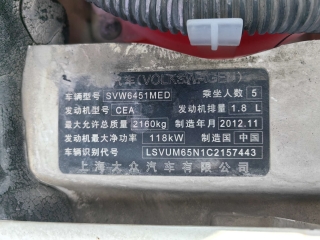 汽车(VOLKSWAGEN)
车辆型号 SVW6451MED 乘坐人数 5
发动机型号 CEA 发动机排量 1.8 L
最大允许总质量 2160kg 制造年月 2012.11
发动机最大净功率 118kW 制造国 中国
车辆识别代号 LSVUM65N1C2157443
上海大众汽车有限公司